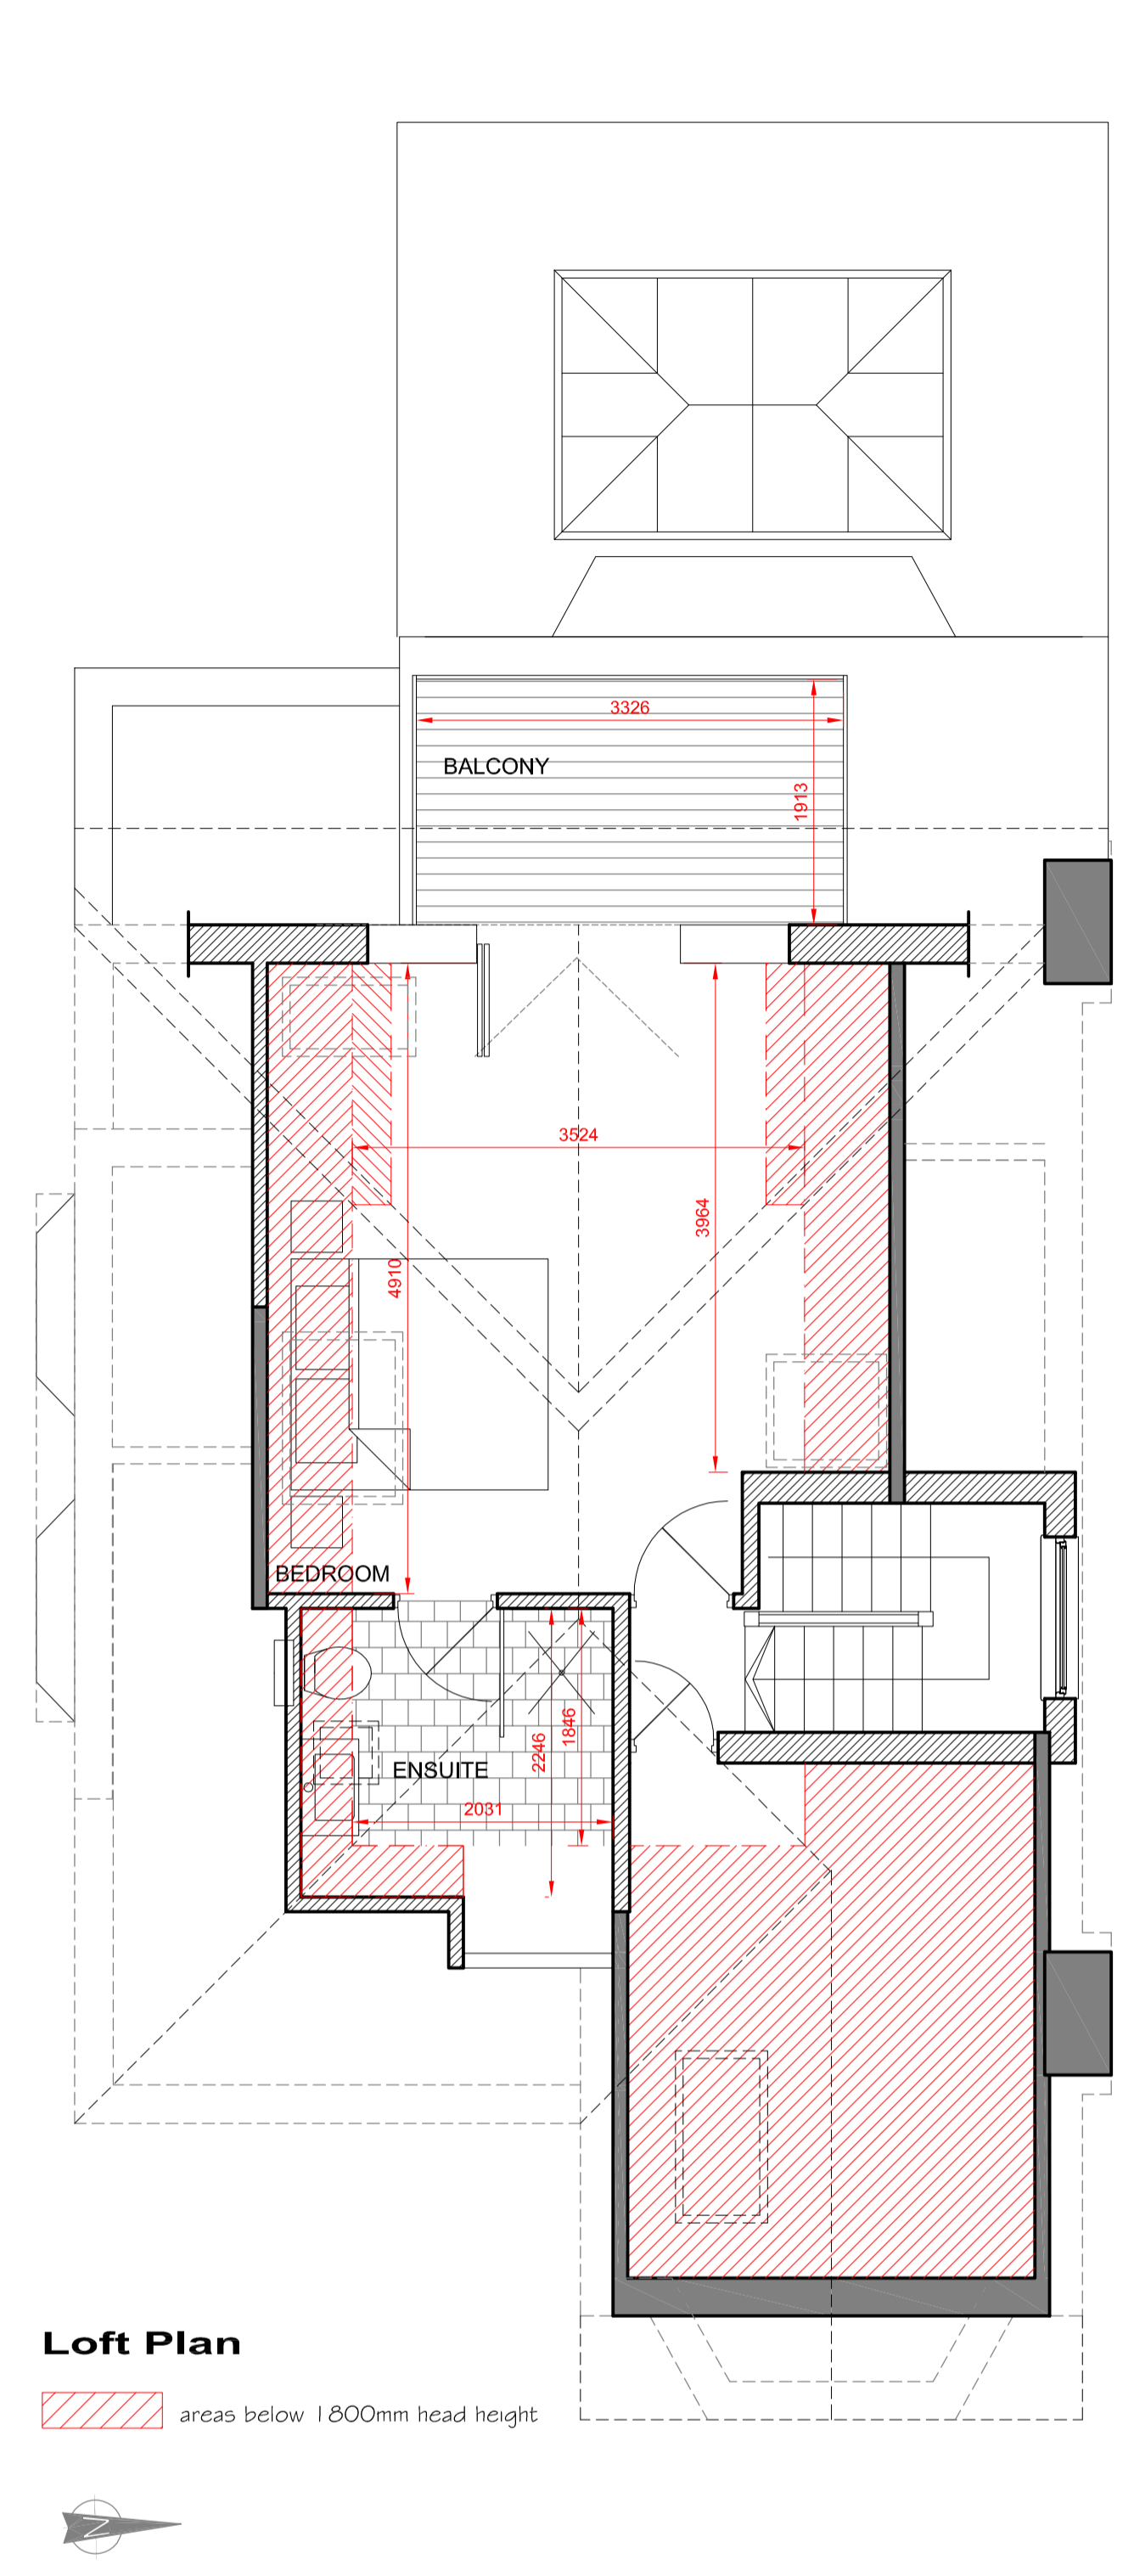 3326
BALCONY
1913
3524
3964
4910
BEDROOM
1846
2246
ENSUITE
2031
Loft Plan
areas below 1800mm head height
N